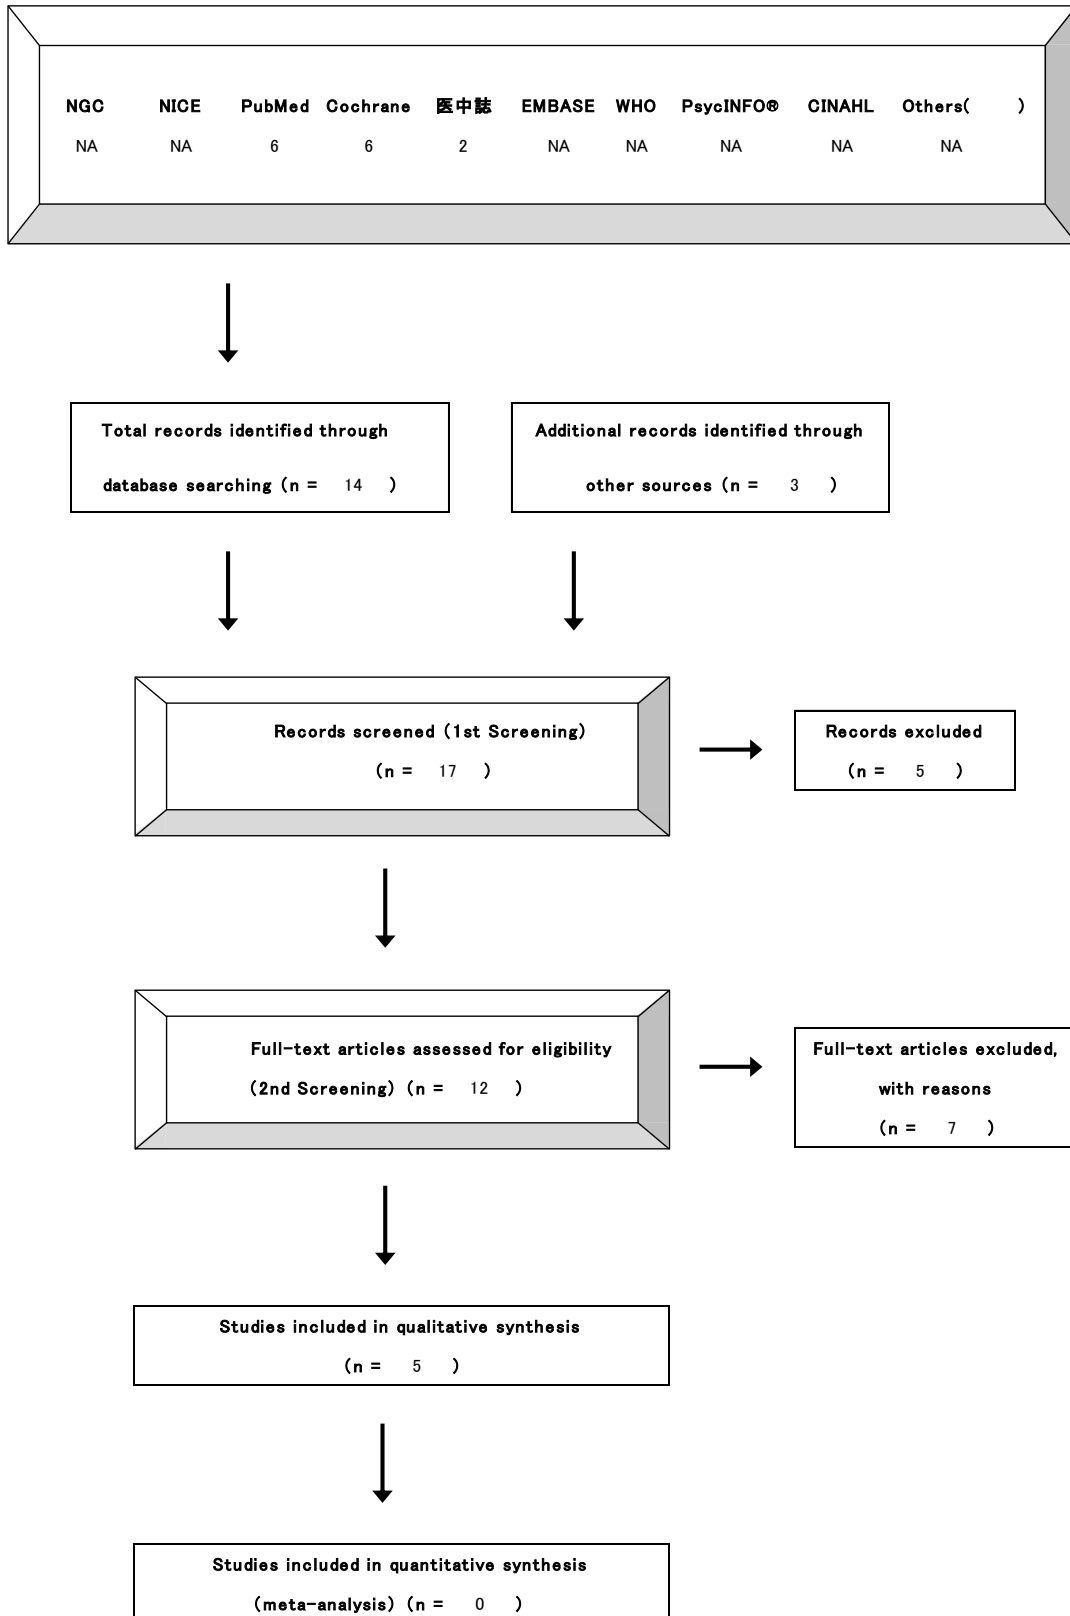 NGC NICE PubMed Cochrane 医中誌 EMBASE WHO PsycINFO® CINAHL Others( )
NA NA 6 6 2 NA NA NA NA NA
Total records identified through
database searching (n = 14 )
Additional records identified through
other sources (n = 3 )
Records screened (1st Screening)
(n = 17 )
Records excluded
(n = 5 )
Full-text articles assessed for eligibility
(2nd Screening) (n = 12 )
Full-text articles excluded,
with reasons
(n = 7 )
Studies included in qualitative synthesis
(n = 5 )
Studies included in quantitative synthesis
(meta-analysis) (n = 0 )